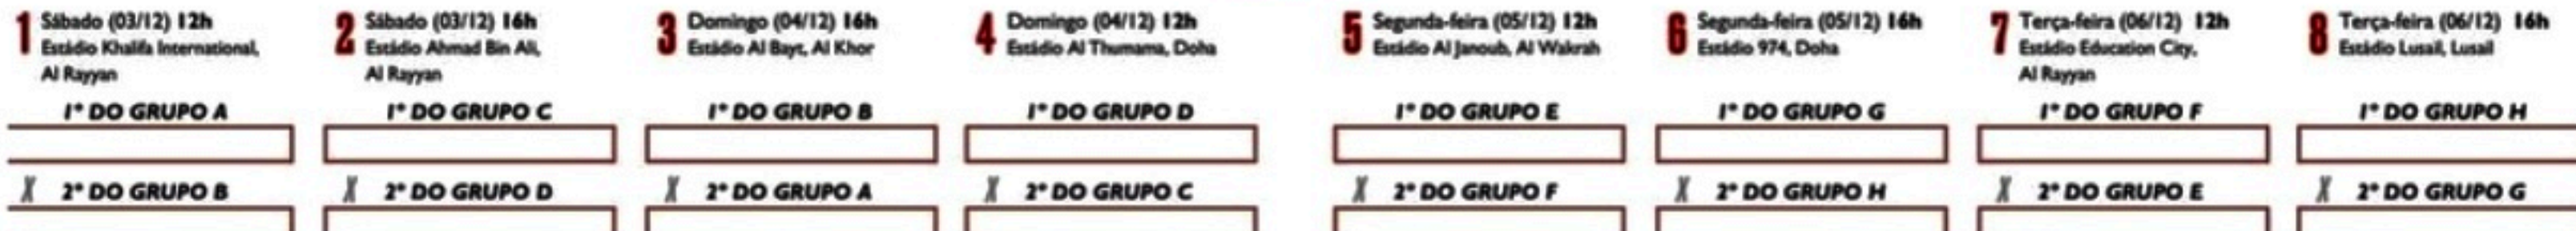 1 Sábado (03/12) 12h
Estádio Khalifa International,
Al Rayyan
1º DO GRUPO A
X 2º DO GRUPO B
2 Sábado (03/12) 16h
Estádio Ahmad Bin Ali,
Al Rayyan
1º DO GRUPO C
X 2º DO GRUPO D
3 Domingo (04/12) 16h
Estádio Al Bayt, Al Khor
1º DO GRUPO B
X 2º DO GRUPO A
4 Domingo (04/12) 12h
Estádio Al Thumama, Doha
1º DO GRUPO D
X 2º DO GRUPO C
5 Segunda-feira (05/12) 12h
Estádio Al Janoub, Al Wakrah
1º DO GRUPO E
X 2º DO GRUPO F
6 Segunda-feira (05/12) 16h
Estádio 974, Doha
1º DO GRUPO G
X 2º DO GRUPO H
7 Terça-feira (06/12) 12h
Estádio Education City,
Al Rayyan
1º DO GRUPO F
X 2º DO GRUPO E
8 Terça-feira (06/12) 16h
Estádio Lusail, Lusail
1º DO GRUPO H
X 2º DO GRUPO G